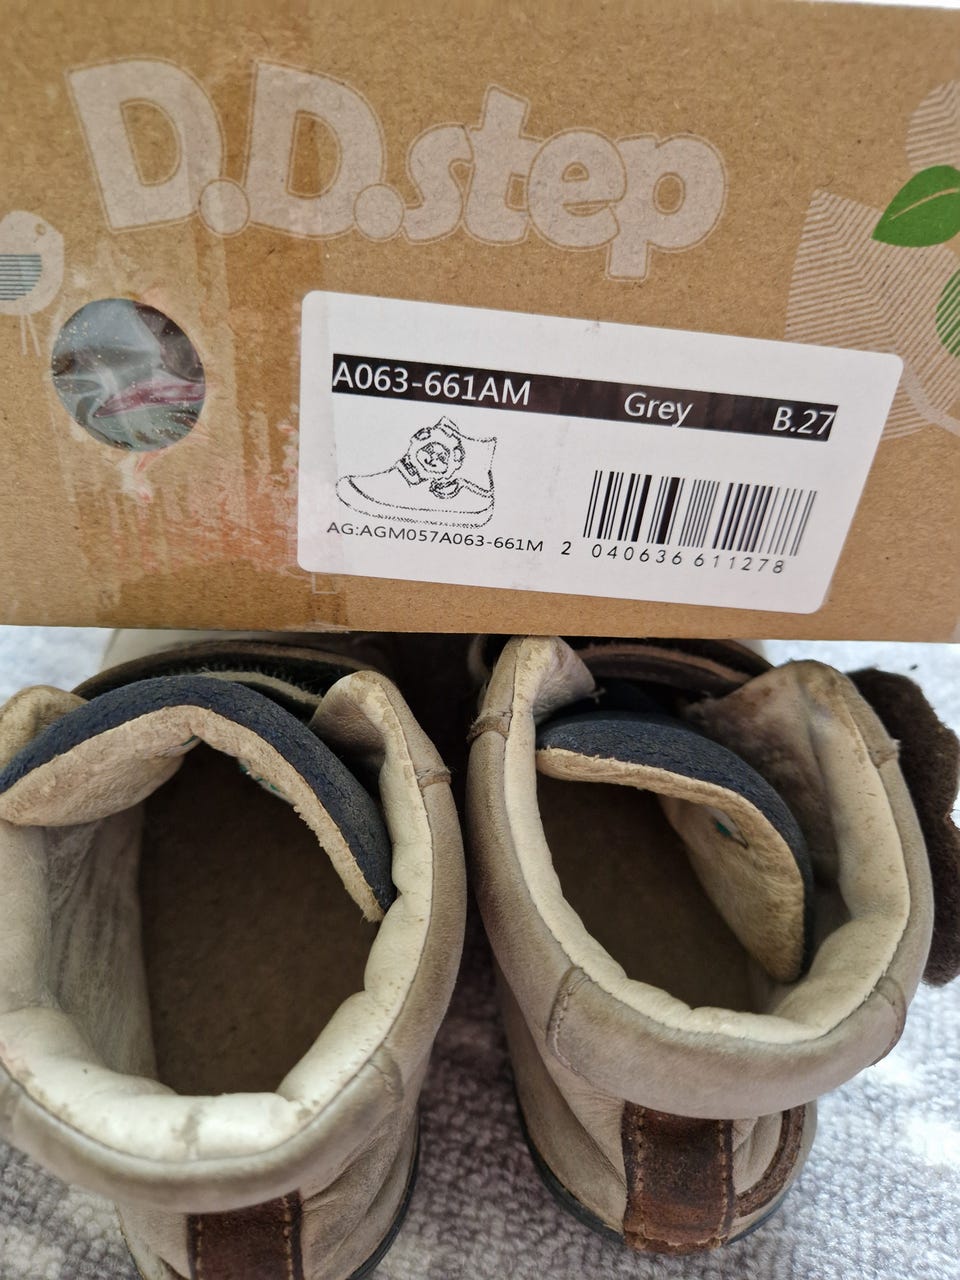 D.D.step
A063-661AM Grey B.27
AG:AGM057A063-661M 2 040636 611278